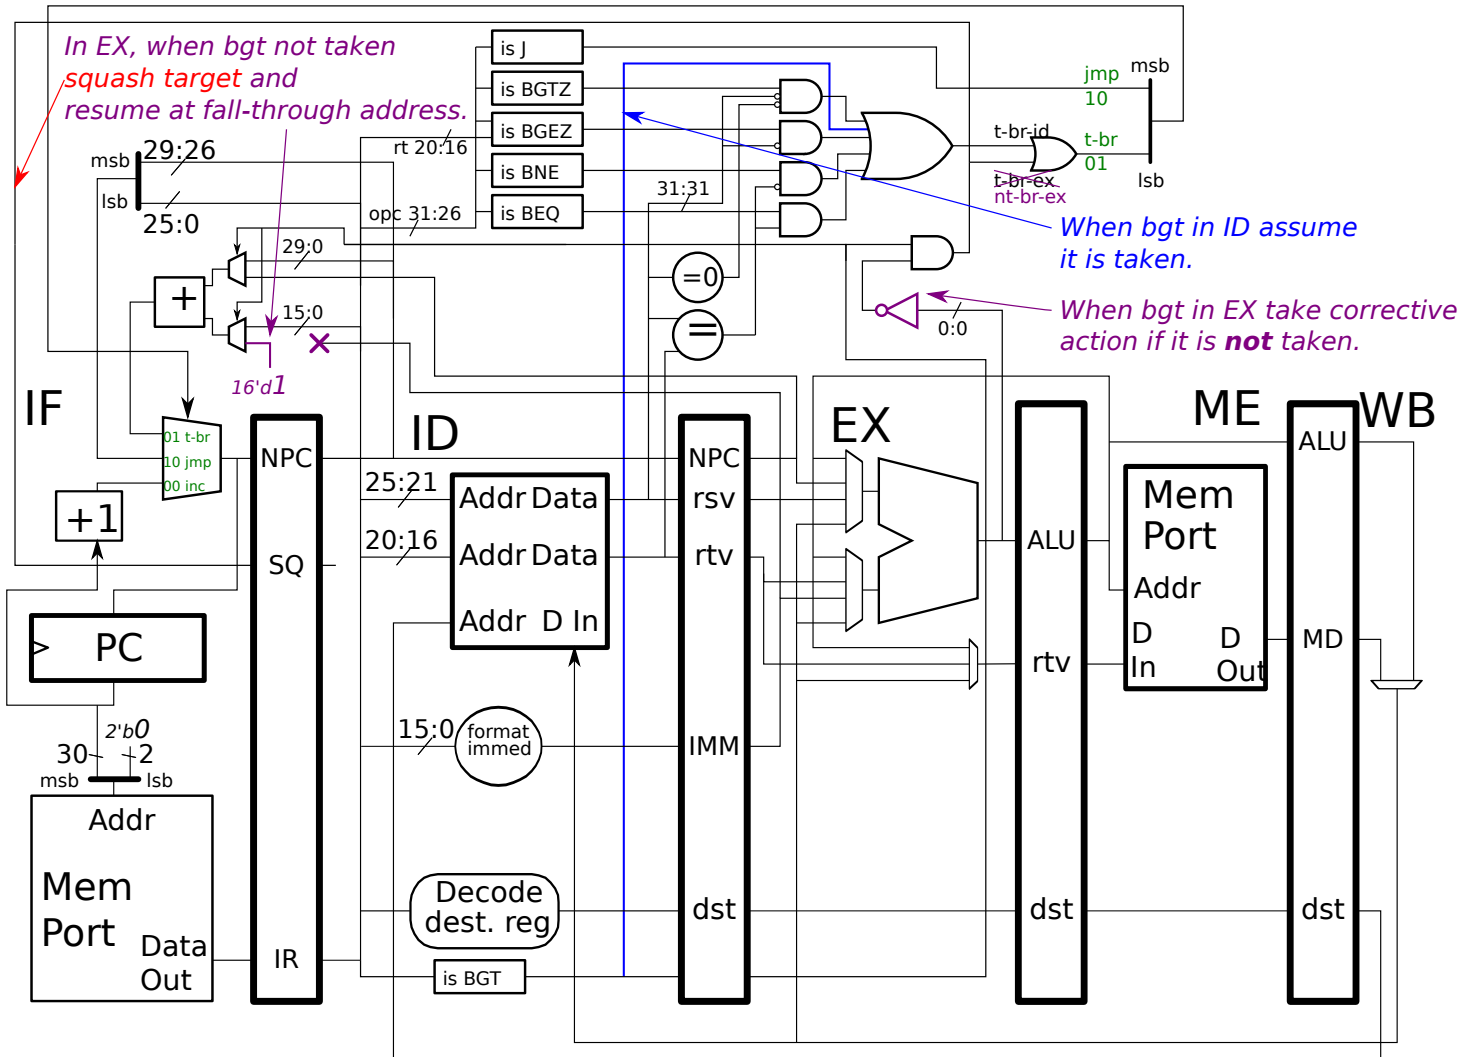 In EX, when bgt not taken
squash target and
resume at fall-through address.
is J
is BGTZ
is BGEZ
is BNE
is BEQ
rt 20:16
opc 31:26
31:31
jmp
10
msb
t-br-id
t-br
01
t-br-ex
nt-br-ex
lsb
When bgt in ID assume
it is taken.
When bgt in EX take corrective
action if it is not taken.
0:0
msb
29:26
lsb
25:0
29:0
15:0
+
16'd1
=0
=
IF
ID
EX
ME
WB
01 t-br
10 jmp
00 inc
+1
PC
2'b0
30
2
msb
lsb
Addr
Mem
Port
Data
Out
NPC
SQ
IR
25:21
20:16
Addr Data
Addr Data
Addr D In
15:0
format
immed
Decode
dest. reg
is BGT
NPC
rsv
rtv
IMM
dst
ALU
rtv
dst
Mem
Port
Addr
D
In
D
Out
ALU
MD
dst